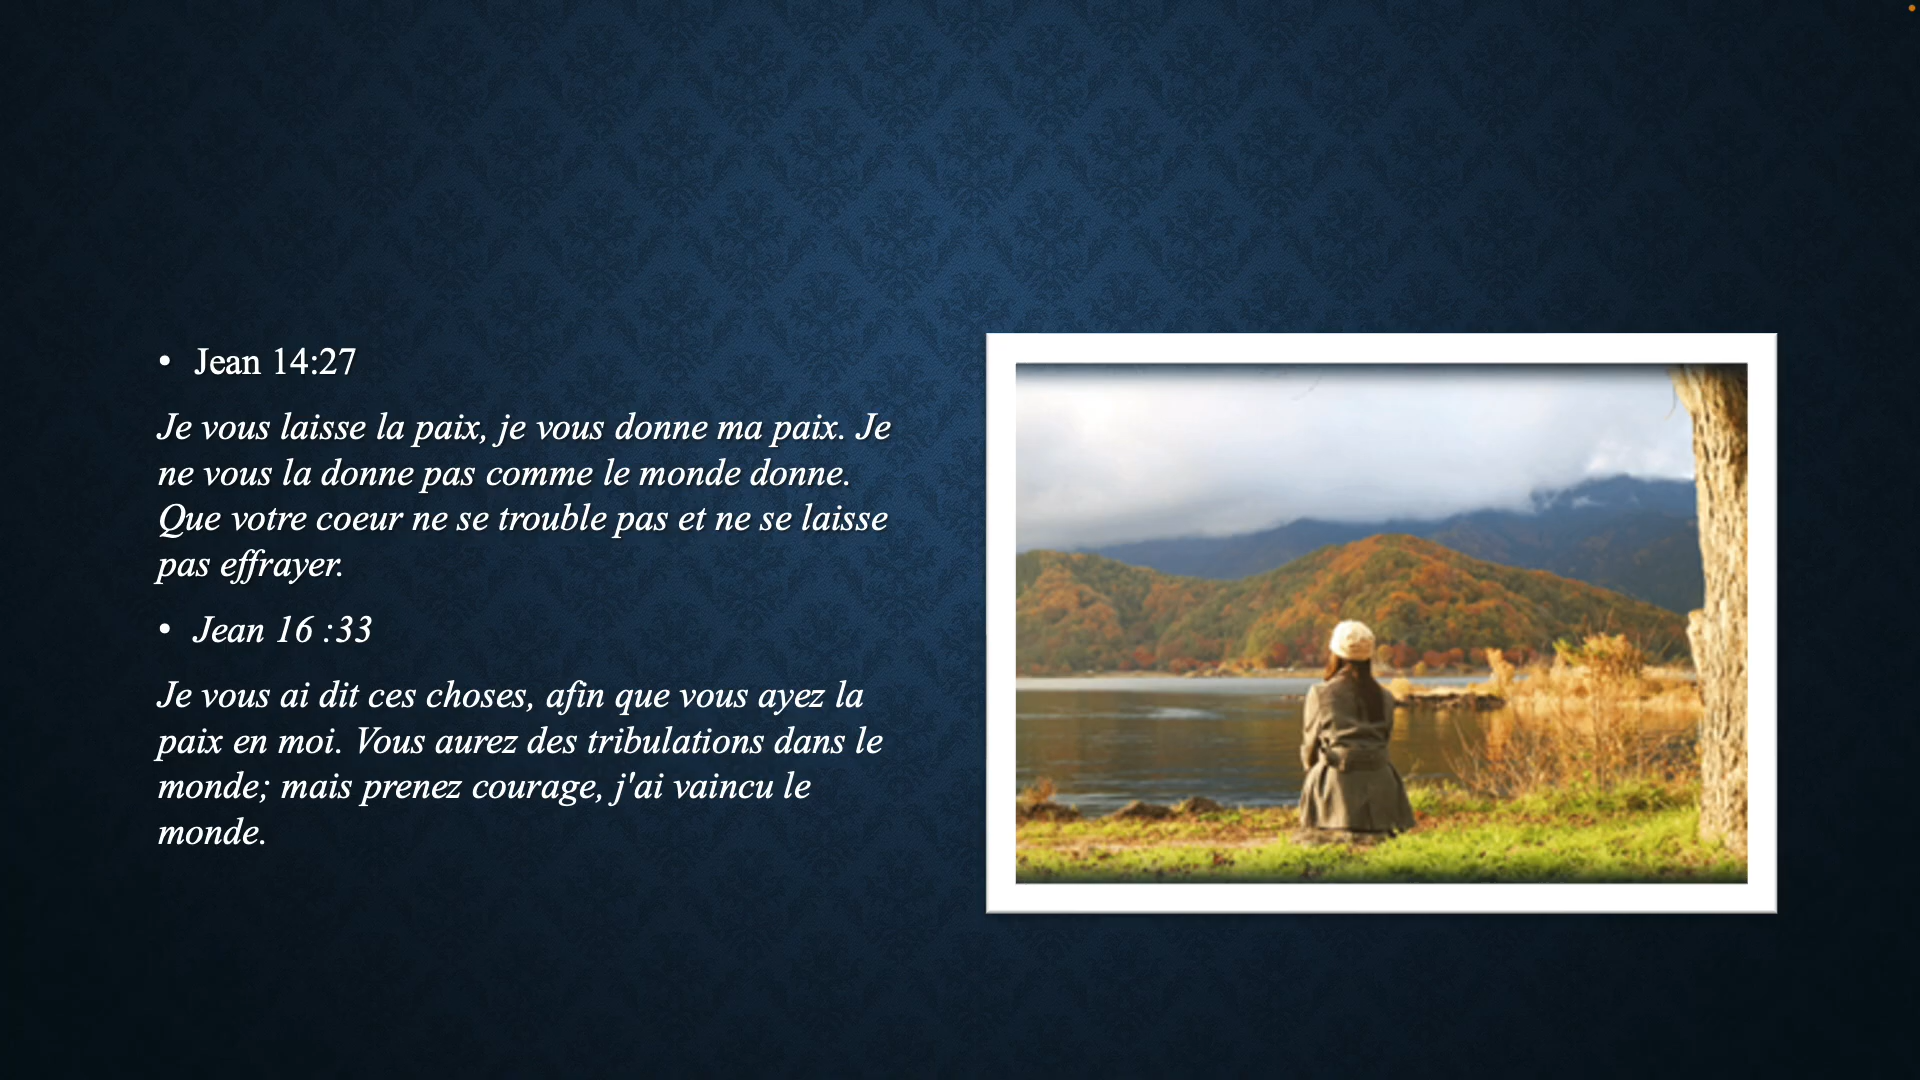 • Jean 14:27
Je vous laisse la paix, je vous donne ma paix. Je
ne vous la donne pas comme le monde donne.
Que votre coeur ne se trouble pas et ne se laisse
pas effrayer.
• Jean 16 :33
Je vous ai dit ces choses, afin que vous ayez la
paix en moi. Vous aurez des tribulations dans le
monde; mais prenez courage, j'ai vaincu le
monde.